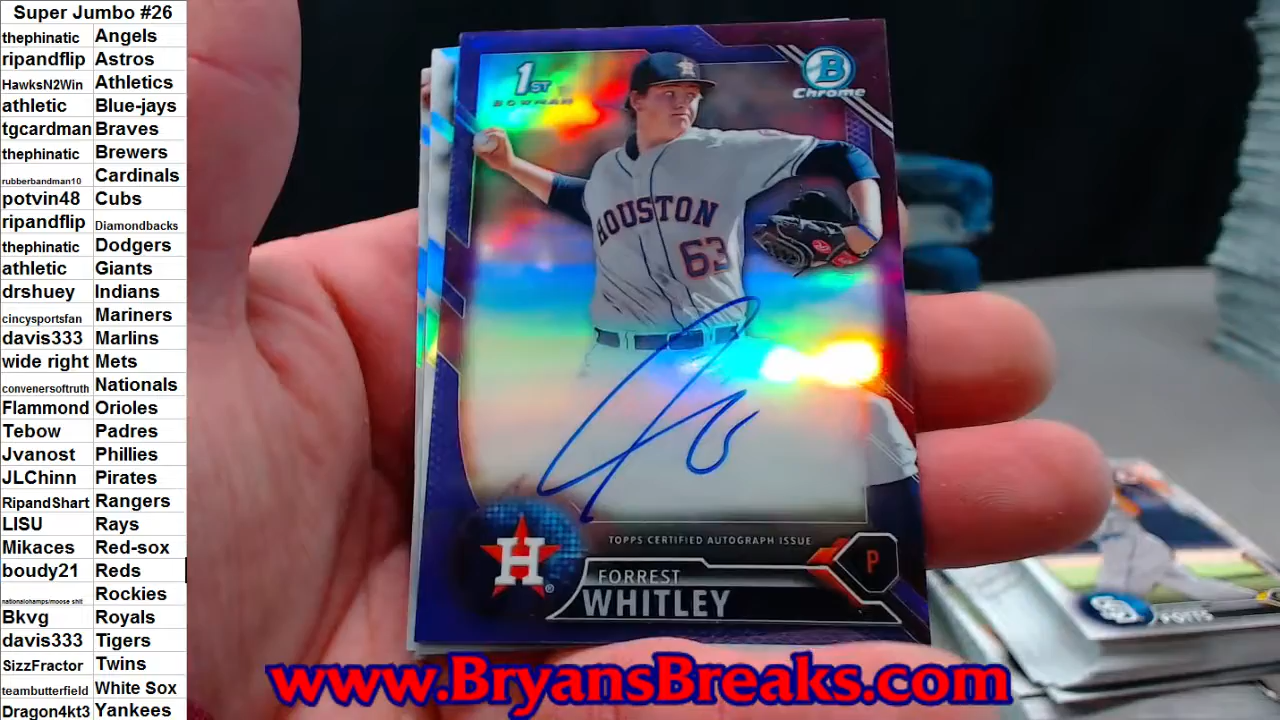 Super Jumbo #26
thephinatic Angels
ripandflip Astros
HawksN2Win Athletics
athletic Blue-jays
tgcardman Braves
thephinatic Brewers
rubberbandman10 Cardinals
potvin48 Cubs
ripandflip Diamondbacks
thephinatic Dodgers
athletic Giants
drshuey Indians
cincysportsfan Mariners
davis333 Marlins
wide right Mets
convenersoftruth Nationals
Flammond Orioles
Tebow Padres
Jvanost Phillies
JLChinn Pirates
RipandShart Rangers
LISU Rays
Mikaces Red-sox
boudy21 Reds
nationalchamps/moose shit Rockies
Bkvg Royals
davis333 Tigers
SizzFractor Twins
teambutterfield White Sox
Dragon4kt3 Yankees
1ST
BOWMAN
B
Chrome
HOUSTON
63
TOPPS CERTIFIED AUTOGRAPH ISSUE
H
FORREST
WHITLEY
P
POTTS
www.BryansBreaks.com